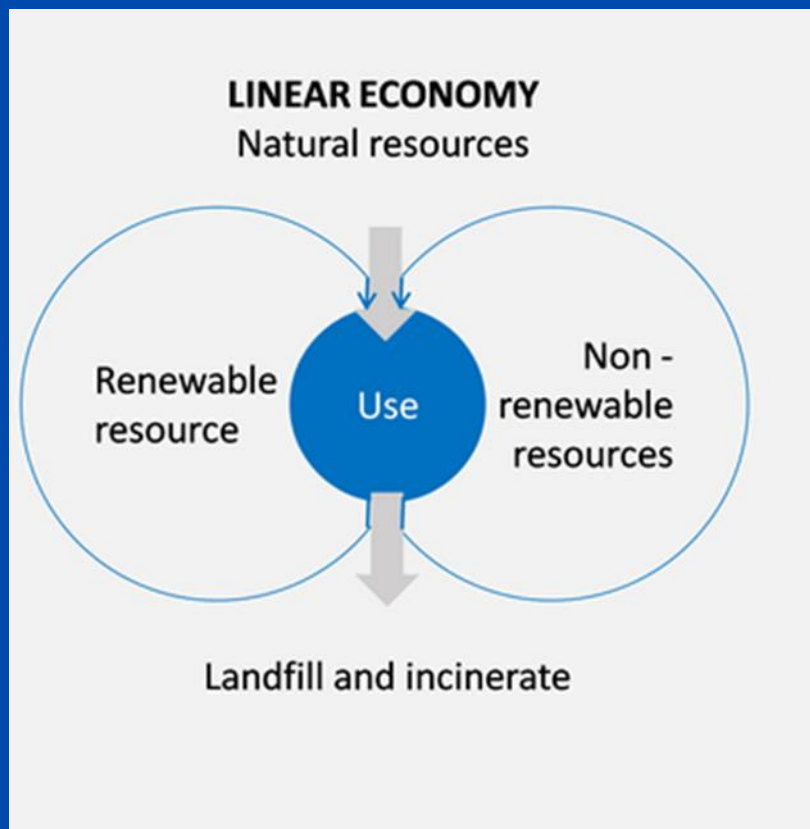 LINEAR ECONOMY
Natural resources
Renewable
resource
Use
Non -
renewable
resources
Landfill and incinerate